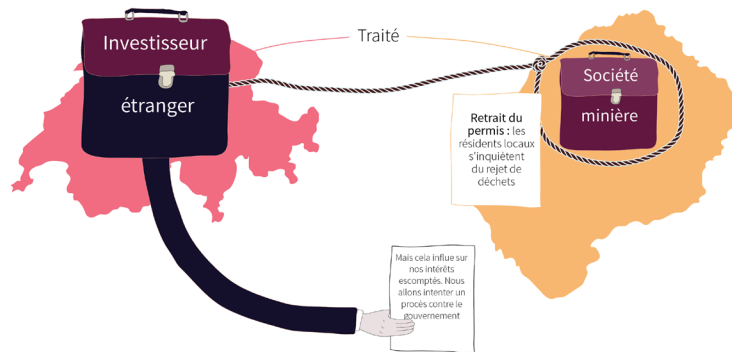 Investisseur
étranger
Traité
Société
minière
Retrait du
permis : les
résidents locaux
s'inquiètent
du rejet de
déchets
Mais cela influe sur
nos intérêts
escomptés. Nous
allons intenter un
procès contre le
gouvernement